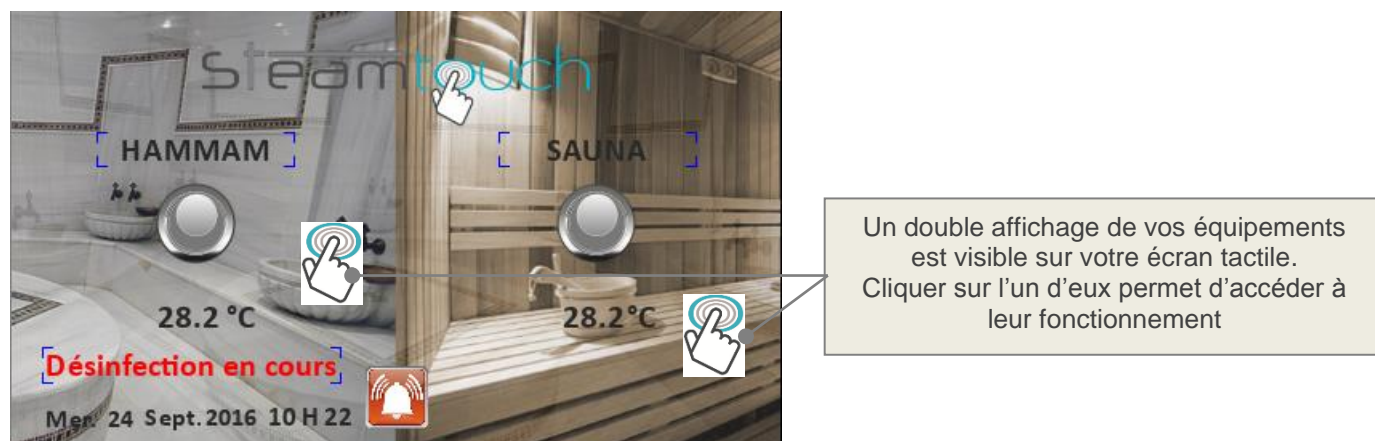 Steamtouch
HAMMAM
SAUNA
28.2 °C
28.2°C
Désinfection en cours
Mer. 24 Sept. 2016 10 H 22
Un double affichage de vos équipements
est visible sur votre écran tactile.
Cliquer sur l’un d’eux permet d’accéder à
leur fonctionnement